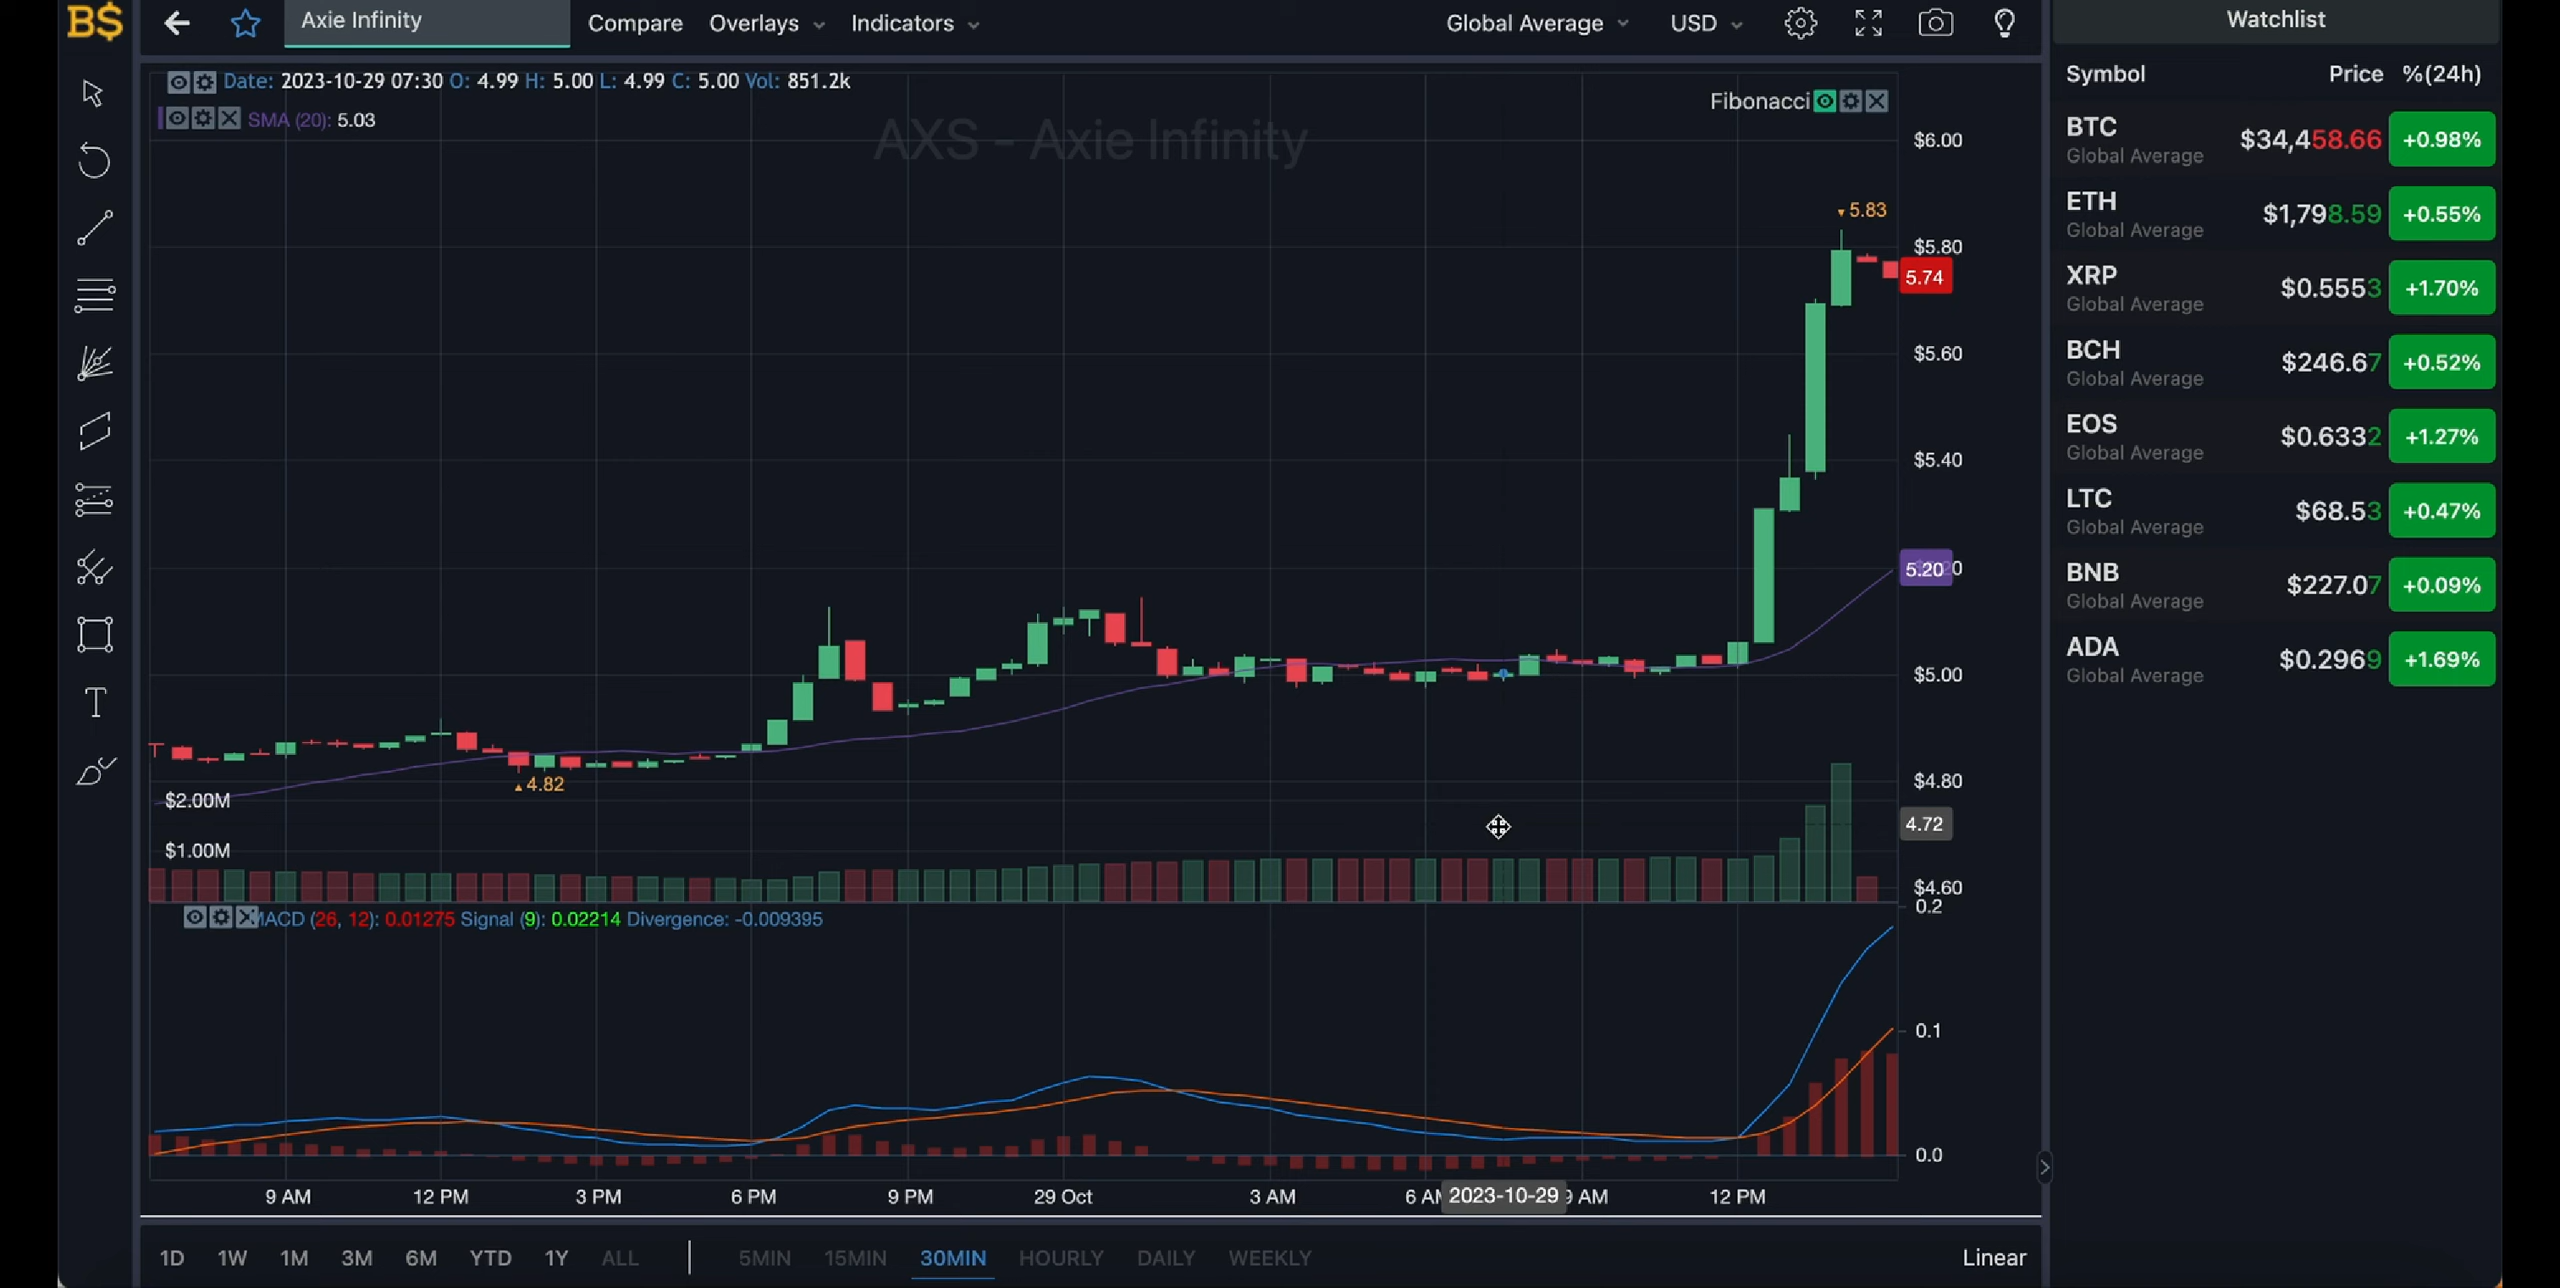 B$
Axie Infinity Compare Overlays Indicators Global Average USD
Date: 2023-10-29 07:30 O: 4.99 H: 5.00 L: 4.99 C: 5.00 Vol: 851.2k
SMA (20): 5.03
Fibonacci
AXS - Axie Infinity
$6.00
5.83
$5.80
5.74
$5.60
$5.40
5.20
$5.00
4.82
$4.80
$2.00M
4.72
$1.00M
$4.60
MACD (26, 12): 0.01275 Signal (9): 0.02214 Divergence: -0.009395
0.2
0.1
0.0
9 AM 12 PM 3 PM 6 PM 9 PM 29 Oct 3 AM 6 AM 2023-10-29 9 AM 12 PM
1D 1W 1M 3M 6M YTD 1Y ALL 5MIN 15MIN 30MIN HOURLY DAILY WEEKLY Linear
Watchlist
Symbol Price %(24h)
BTC $34,458.66 +0.98%
Global Average
ETH $1,798.59 +0.55%
Global Average
XRP $0.5553 +1.70%
Global Average
BCH $246.67 +0.52%
Global Average
EOS $0.6332 +1.27%
Global Average
LTC $68.53 +0.47%
Global Average
BNB $227.07 +0.09%
Global Average
ADA $0.2969 +1.69%
Global Average